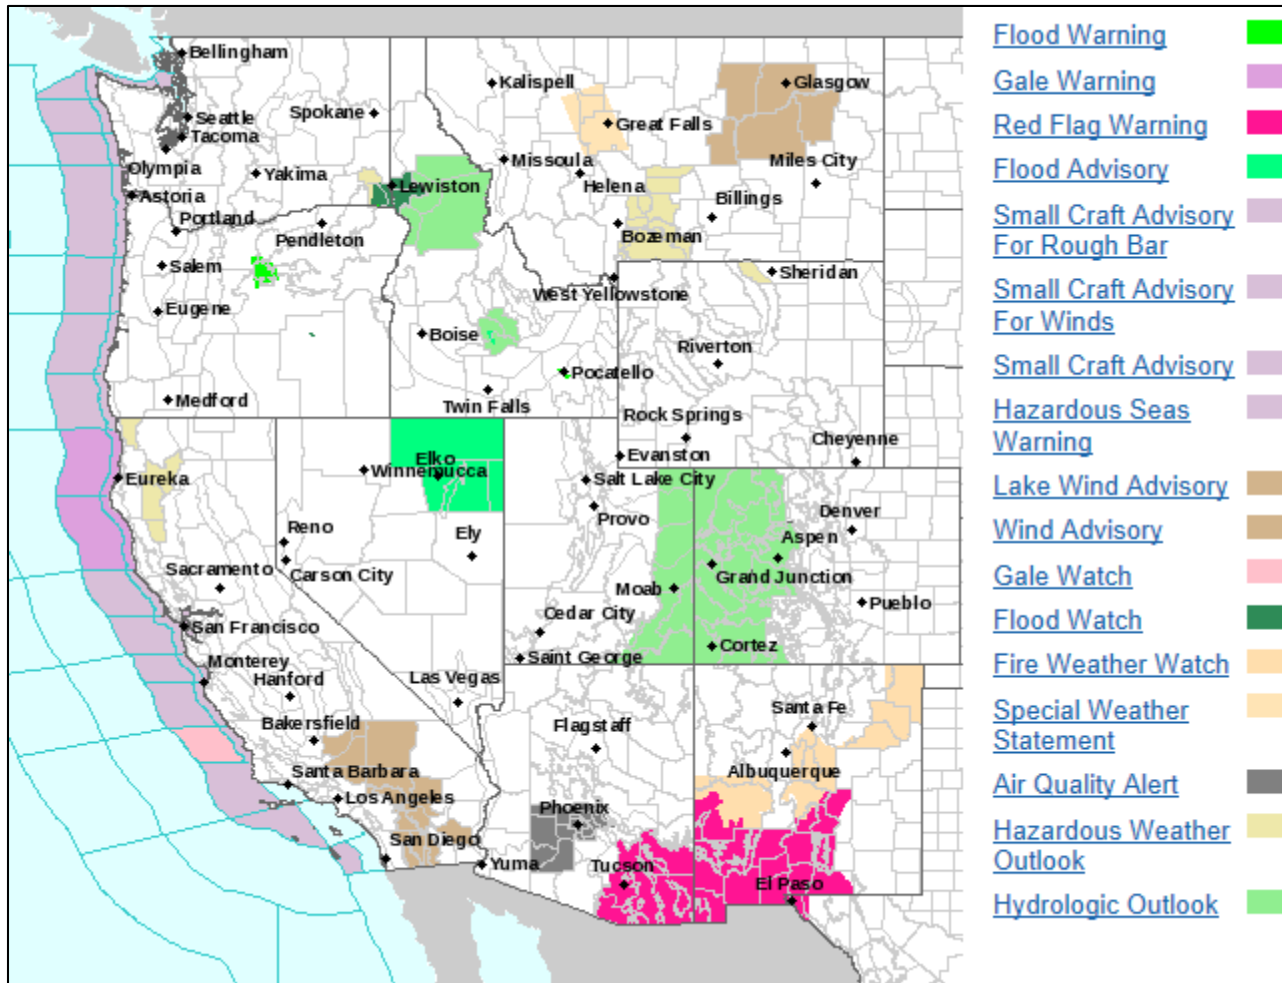 Bellingham
Seattle
Tacoma
Olympia
Spokane
Yakima
Astoria
Portland
Pendleton
Lewiston
Salem
Eugene
Medford
Kalispell
Great Falls
Glasgow
Missoula
Helena
Miles City
Billings
Bozeman
Sheridan
West Yellowstone
Boise
Pocatello
Twin Falls
Riverton
Rock Springs
Evanston
Cheyenne
Eureka
Elko
Winnemucca
Salt Lake City
Provo
Denver
Aspen
Grand Junction
Reno
Ely
Carson City
Sacramento
Moab
Pueblo
Cedar City
San Francisco
Saint George
Cortez
Monterey
Hanford
Las Vegas
Bakersfield
Flagstaff
Santa Fe
Albuquerque
Santa Barbara
Los Angeles
Phoenix
San Diego
Yuma
Tucson
El Paso
Flood Warning
Gale Warning
Red Flag Warning
Flood Advisory
Small Craft Advisory
For Rough Bar
Small Craft Advisory
For Winds
Small Craft Advisory
Hazardous Seas
Warning
Lake Wind Advisory
Wind Advisory
Gale Watch
Flood Watch
Fire Weather Watch
Special Weather
Statement
Air Quality Alert
Hazardous Weather
Outlook
Hydrologic Outlook